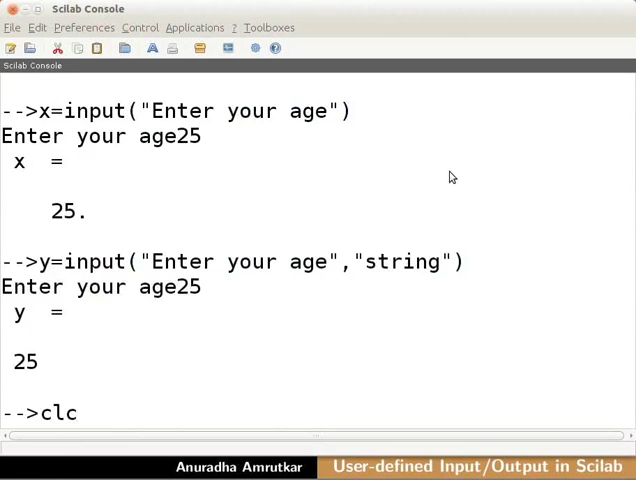 Scilab Console
File Edit Preferences Control Applications ? Toolboxes
Scilab Console
-->x=input("Enter your age")
Enter your age25
x =
25.
-->y=input("Enter your age","string")
Enter your age25
y =
25
-->clc
Anuradha Amrutkar User-defined Input/Output in Scilab